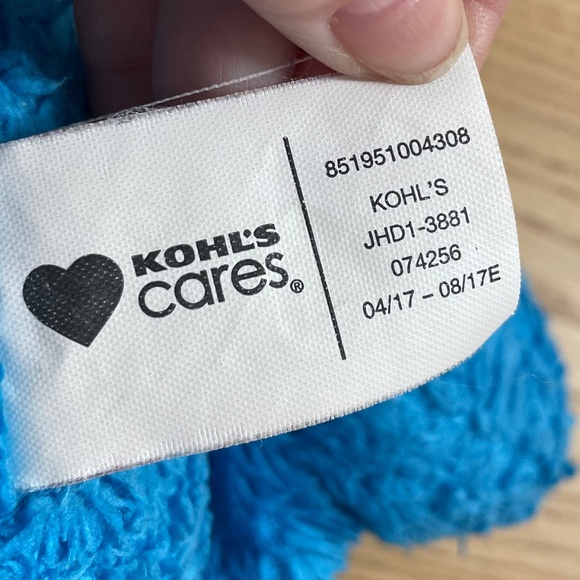 KOHL'S
cares®
851951004308
KOHL'S
JHD1-3881
074256
04/17 – 08/17E